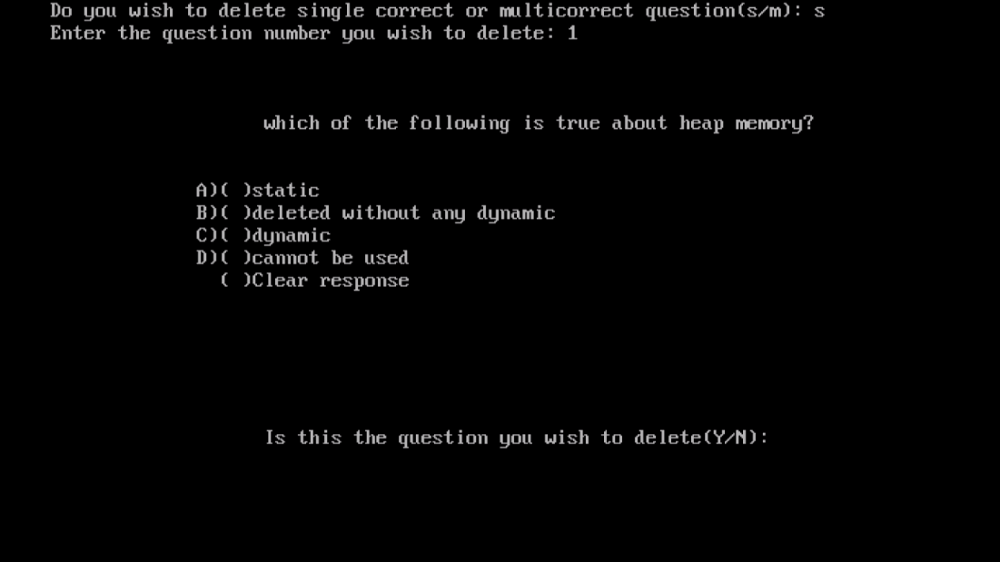 Do you wish to delete single correct or multicorrect question(s/m): s
Enter the question number you wish to delete: 1
which of the following is true about heap memory?
A)( )static
B)( )deleted without any dynamic
C)( )dynamic
D)( )cannot be used
( )Clear response
Is this the question you wish to delete(Y/N):